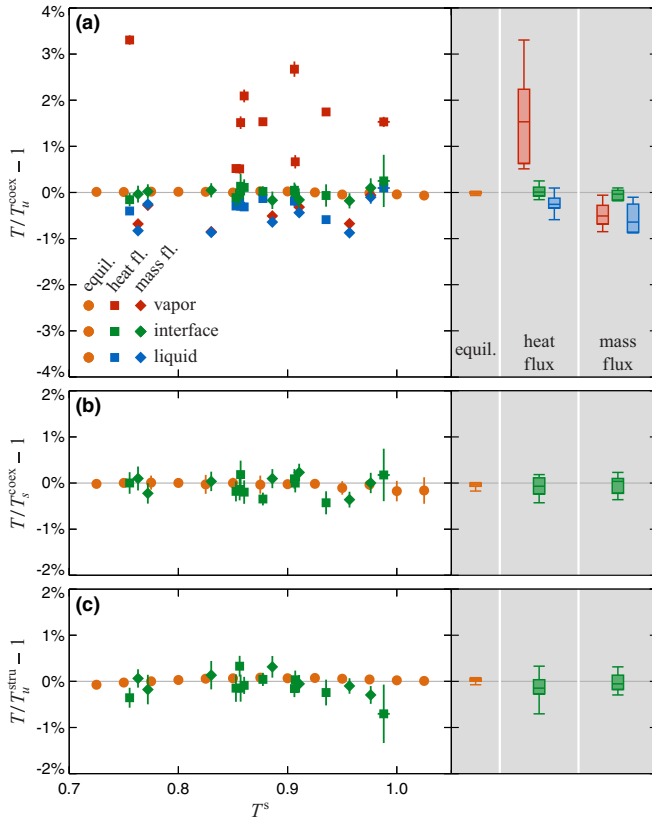 (a)
4%
3%
2%
1%
0%
-1%
-2%
-3%
-4%
T/T_u^coex − 1
equil.
heat fl.
mass fl.
vapor
interface
liquid
equil.
heat flux
mass flux
(b)
2%
1%
0%
-1%
-2%
T/T_s^coex − 1
(c)
2%
1%
0%
-1%
-2%
T/T_u^stru − 1
0.7
0.8
0.9
1.0
T^s